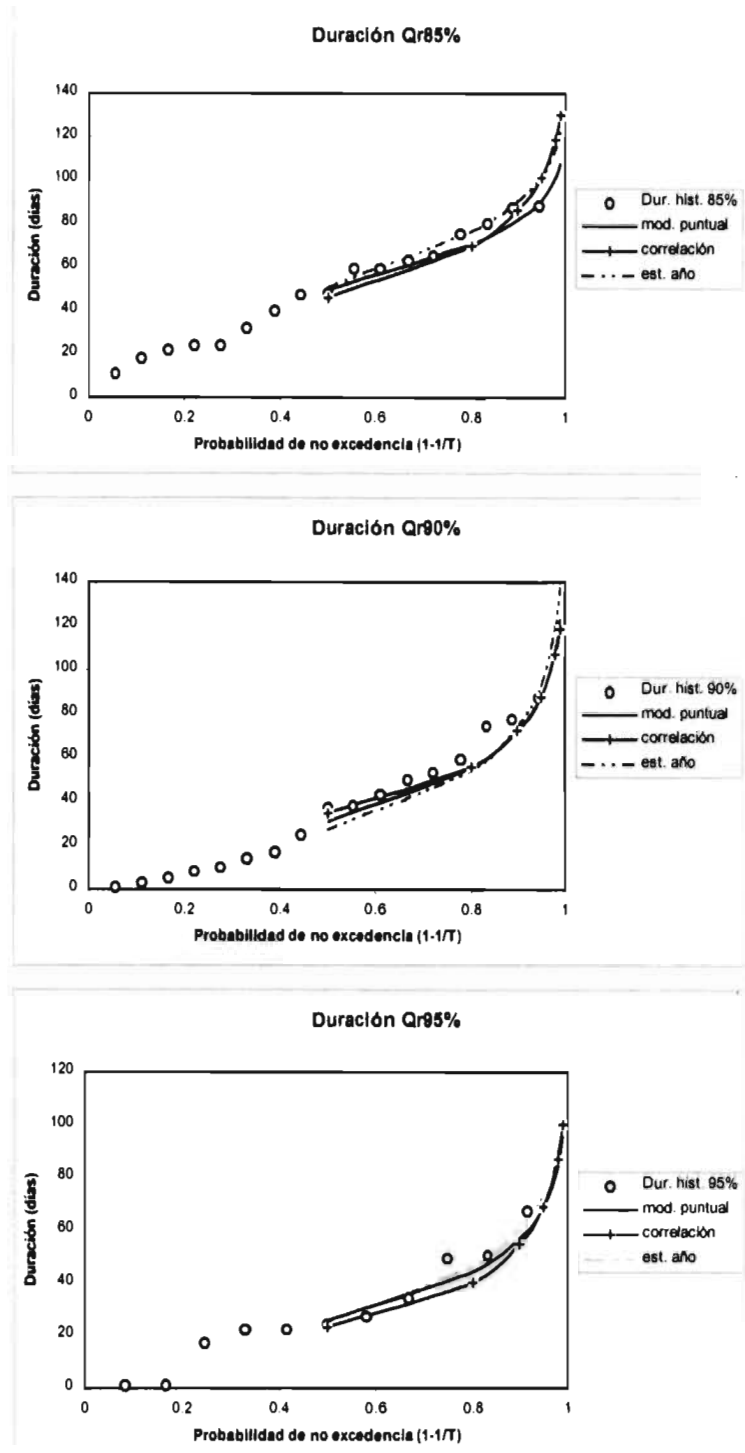 Duración Qr85%
140
120
100
80
60
40
20
0
Duración (días)
0 0.2 0.4 0.6 0.8 1
Probabilidad de no excedencia (1-1/T)
Dur. hist. 85%
mod. puntual
correlación
est. año
Duración Qr90%
140
120
100
80
60
40
20
0
Duración (días)
0 0.2 0.4 0.6 0.8 1
Probabilidad de no excedencia (1-1/T)
Dur. hist. 90%
mod. puntual
correlación
est. año
Duración Qr95%
120
100
80
60
40
20
0
Duración (días)
0 0.2 0.4 0.6 0.8 1
Probabilidad de no excedencia (1-1/T)
Dur. hist. 95%
mod. puntual
correlación
est. año